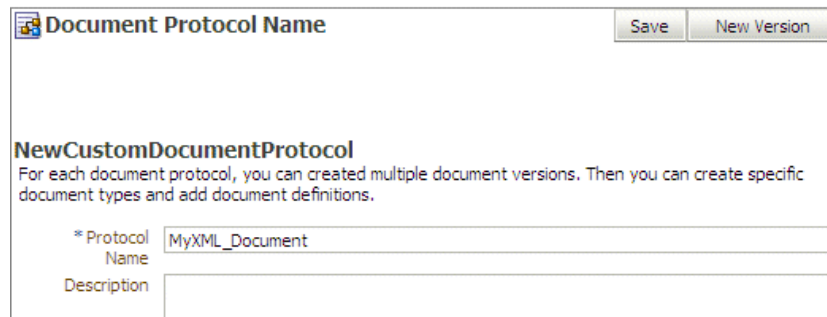 Document Protocol Name
Save
New Version
NewCustomDocumentProtocol
For each document protocol, you can created multiple document versions. Then you can create specific
document types and add document definitions.
* Protocol Name
MyXML_Document
Description